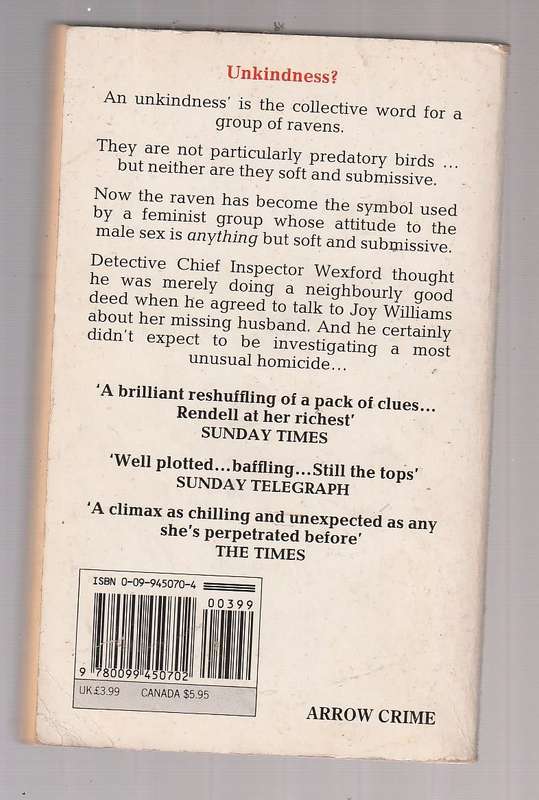 Unkindness?
An unkindness' is the collective word for a
group of ravens.
They are not particularly predatory birds ...
but neither are they soft and submissive.
Now the raven has become the symbol used
by a feminist group whose attitude to the
male sex is anything but soft and submissive.
Detective Chief Inspector Wexford thought
he was merely doing a neighbourly good
deed when he agreed to talk to Joy Williams
about her missing husband. And he certainly
didn't expect to be investigating a most
unusual homicide...
'A brilliant reshuffling of a pack of clues...
Rendell at her richest'
SUNDAY TIMES
'Well plotted...baffling...Still the tops'
SUNDAY TELEGRAPH
'A climax as chilling and unexpected as any
she's perpetrated before'
THE TIMES
ISBN 0-09-945070-4
00399
9 780099 450702
UK £3.99 CANADA $5.95
ARROW CRIME